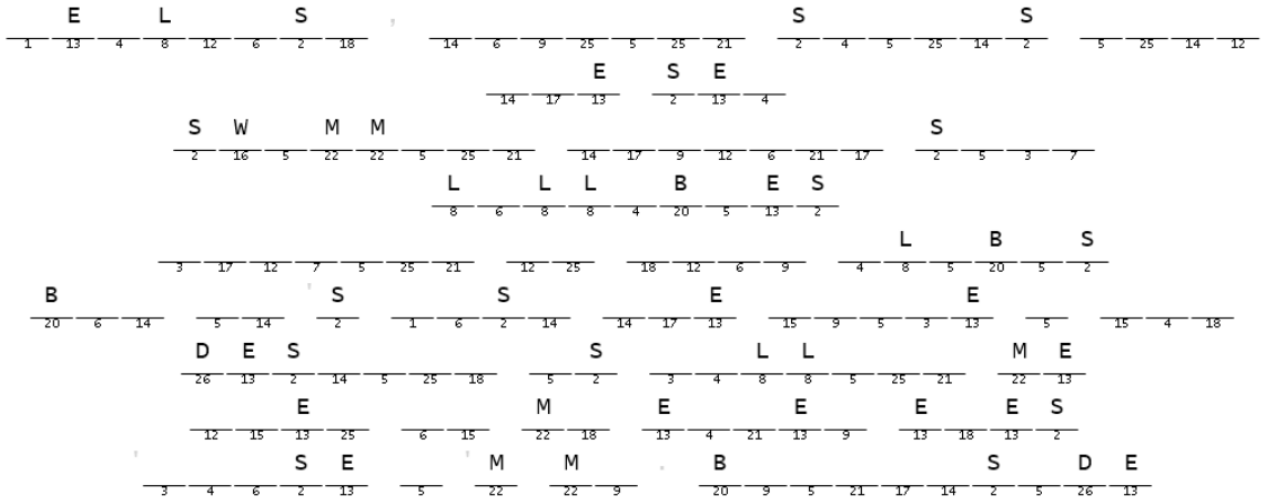 E L S , S S
1 13 4 8 12 6 2 18 14 6 9 25 5 25 21 2 4 5 25 14 2 5 25 14 12
E S E
14 17 13 2 13 4
S W M M S
2 16 5 22 22 5 25 21 14 17 9 12 6 21 17 2 5 3 7
L L L B E S
8 6 8 8 4 20 5 13 2
L B S
3 17 12 7 5 25 21 12 25 18 12 6 9 4 8 5 20 5 2
B ' S S E E
20 6 14 5 14 2 1 6 2 14 14 17 13 15 9 5 3 13 5 15 4 18
D E S S L L M E
26 13 2 14 5 25 18 5 2 3 4 8 8 5 25 21 22 13
E M E E E E S
12 15 13 25 6 15 22 18 13 4 21 13 9 13 18 13 2
' S E ' M M . B S D E
3 4 6 2 13 5 22 22 9 20 9 5 21 17 14 2 5 26 13